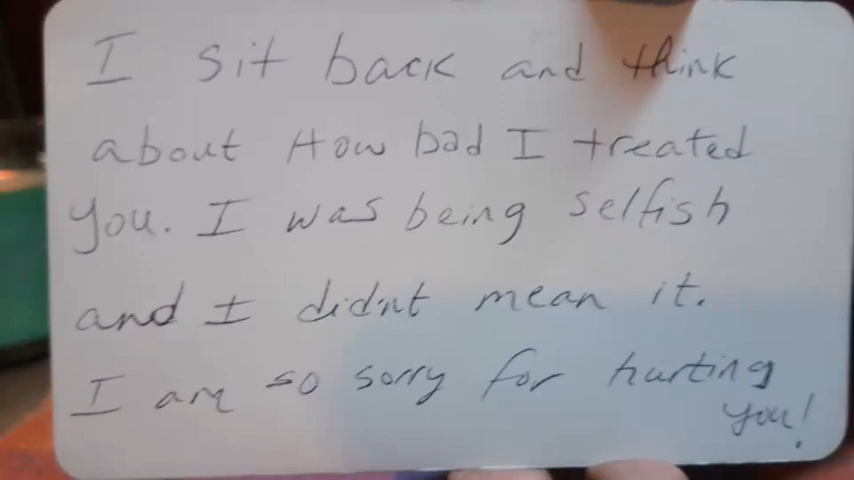 I sit back and think
about How bad I treated
you. I was being selfish
and I didnt mean it.
I am so sorry for hurting
you!